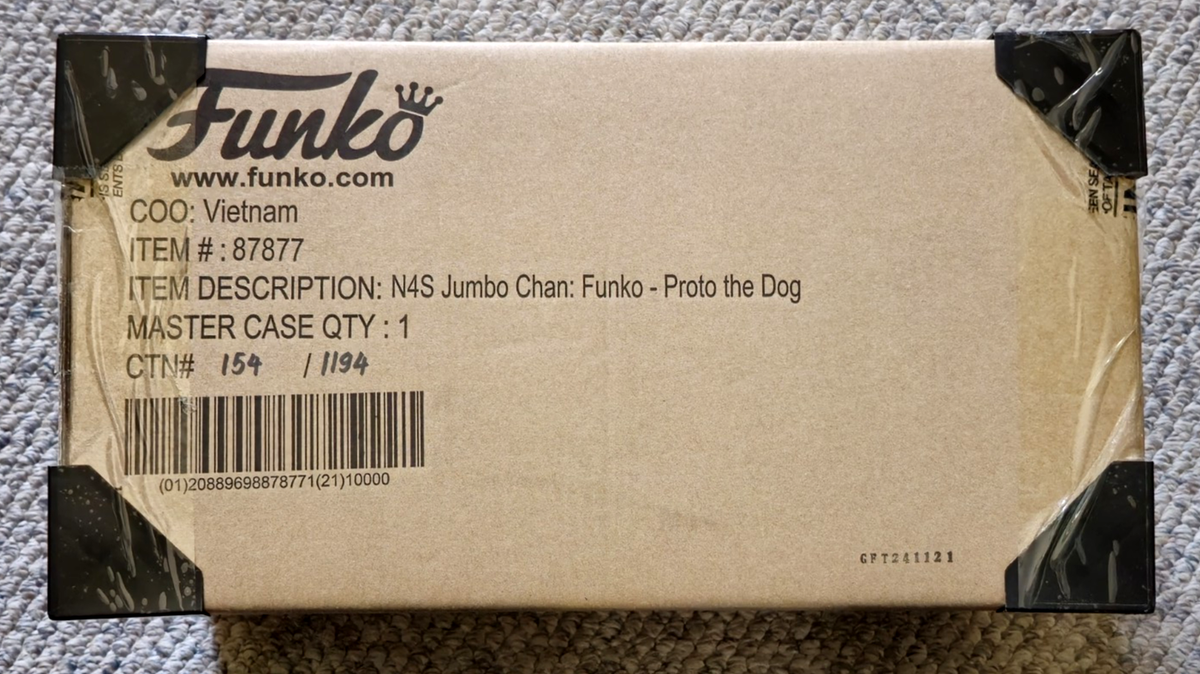 Funko
www.funko.com
COO: Vietnam
ITEM # : 87877
ITEM DESCRIPTION: N4S Jumbo Chan: Funko - Proto the Dog
MASTER CASE QTY : 1
CTN# 154 / 1194
(01)20889698878771(21)10000
GFT241121